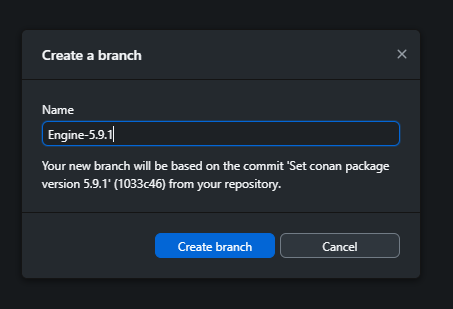 Create a branch
Name
Engine-5.9.1
Your new branch will be based on the commit 'Set conan package
version 5.9.1' (1033c46) from your repository.
Create branch
Cancel